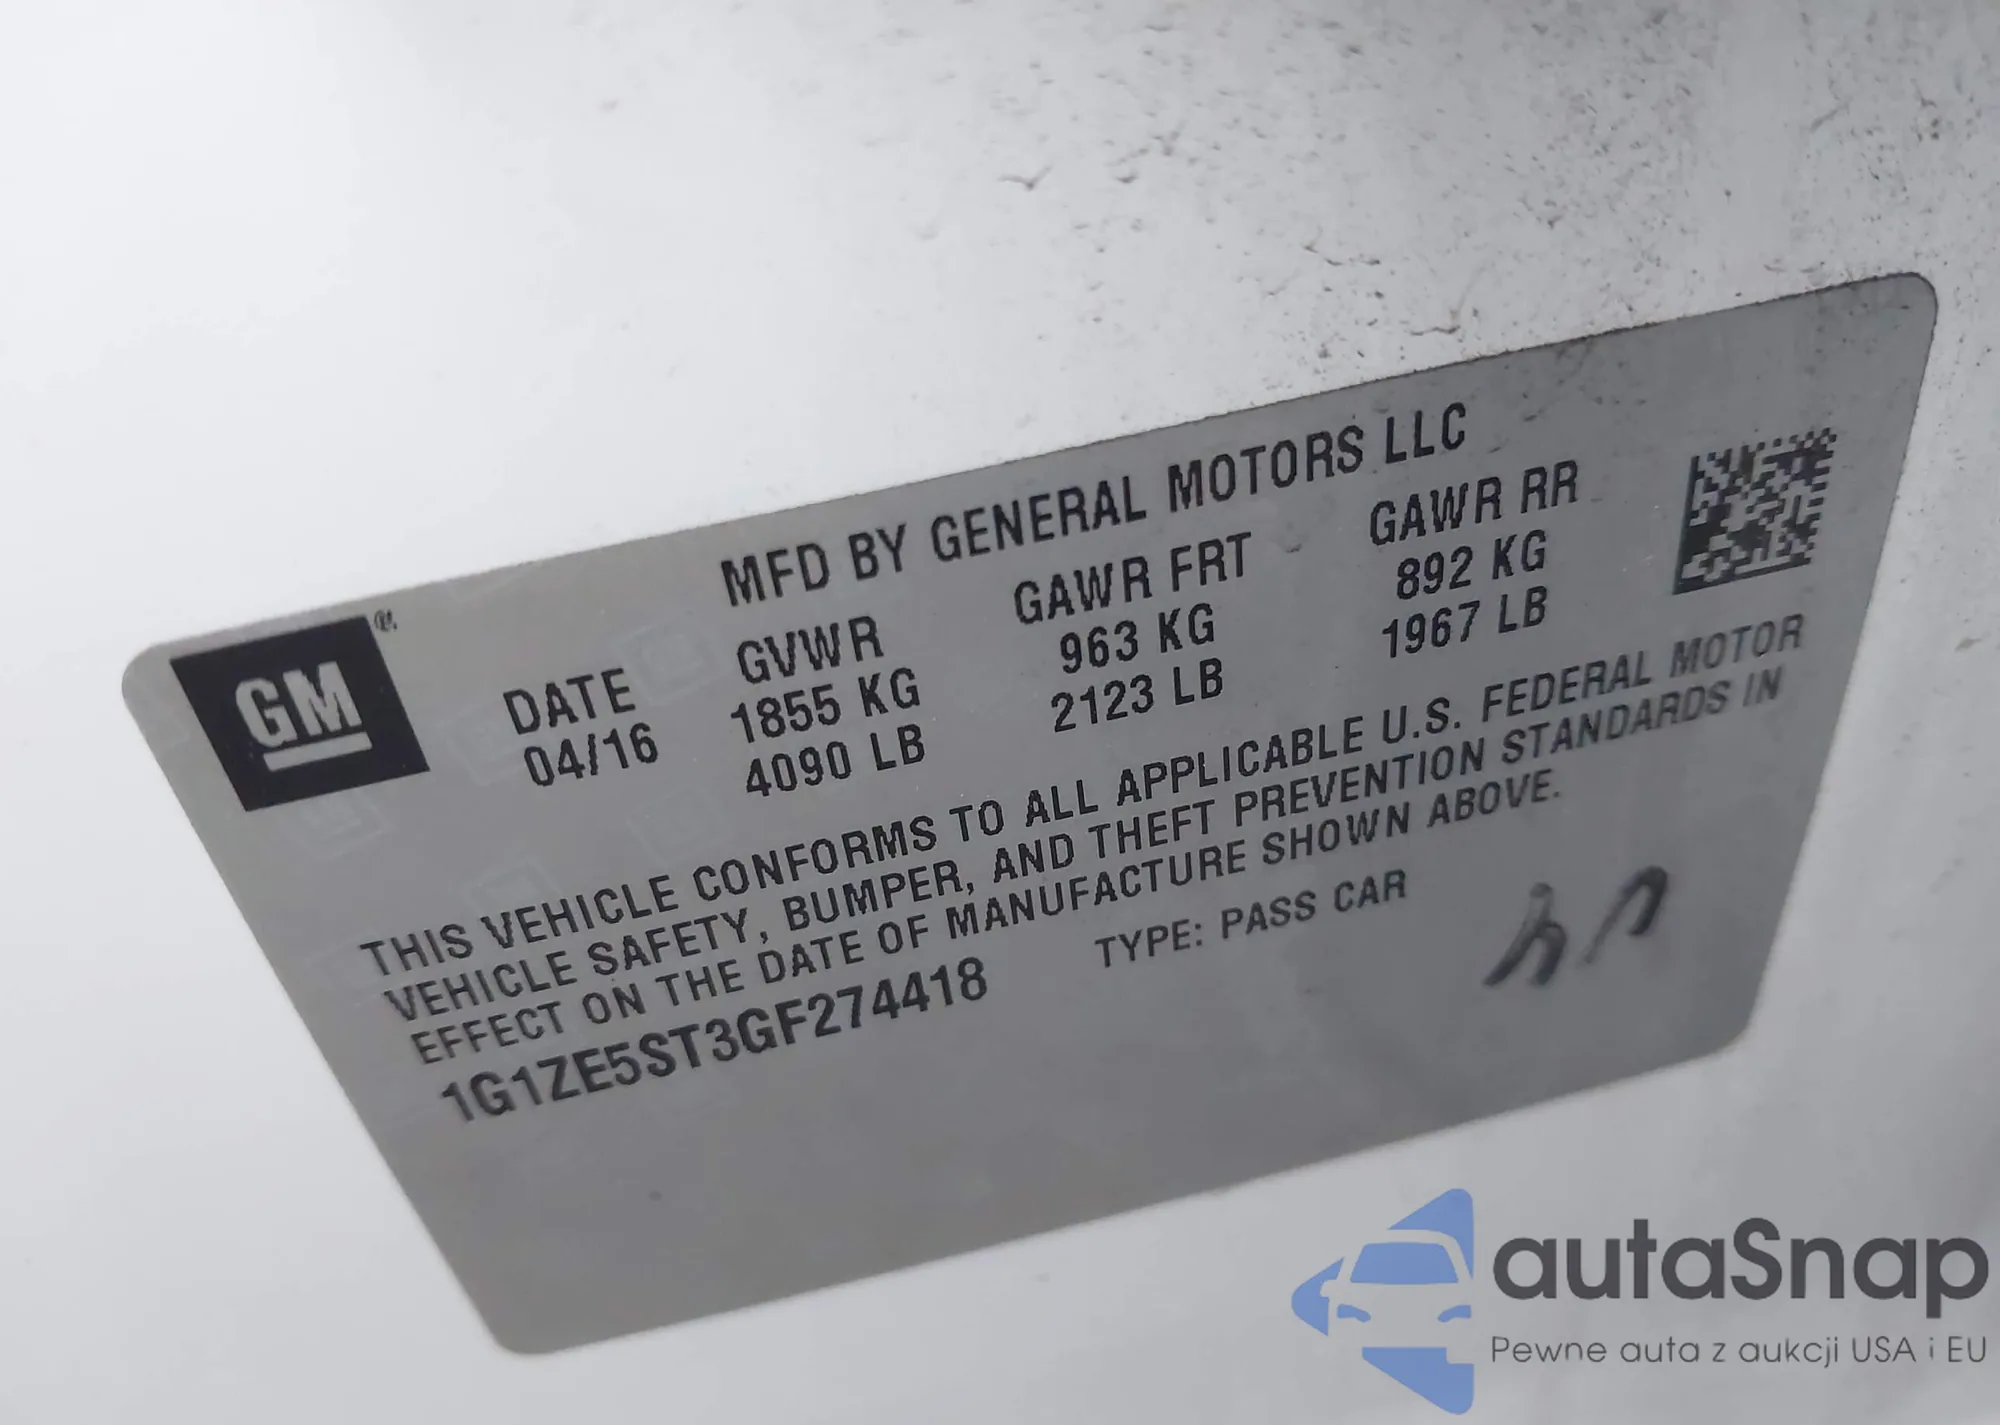 MFD BY GENERAL MOTORS LLC
GM®
DATE GVWR GAWR FRT GAWR RR
04/16 1855 KG 963 KG 892 KG
4090 LB 2123 LB 1967 LB
THIS VEHICLE CONFORMS TO ALL APPLICABLE U.S. FEDERAL MOTOR
VEHICLE SAFETY, BUMPER, AND THEFT PREVENTION STANDARDS IN
EFFECT ON THE DATE OF MANUFACTURE SHOWN ABOVE.
1G1ZE5ST3GF274418 TYPE: PASS CAR
autaSnap
Pewne auta z aukcji USA i EU